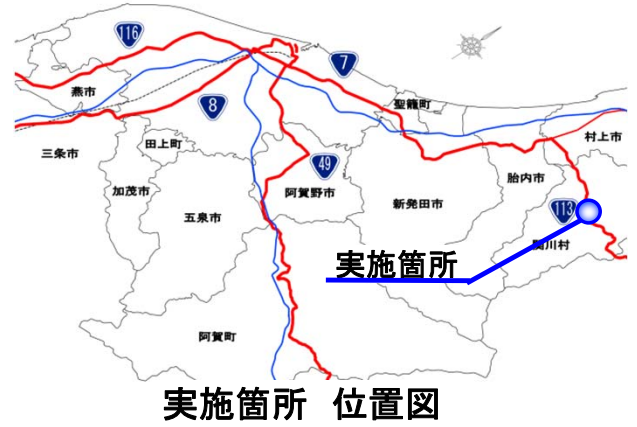 116
7
燕市
8
聖籠町
三条市
田上町
村上市
49
加茂市
阿賀野市
胎内市
五泉市
新発田市
113
関川村
実施箇所
阿賀町
実施箇所 位置図